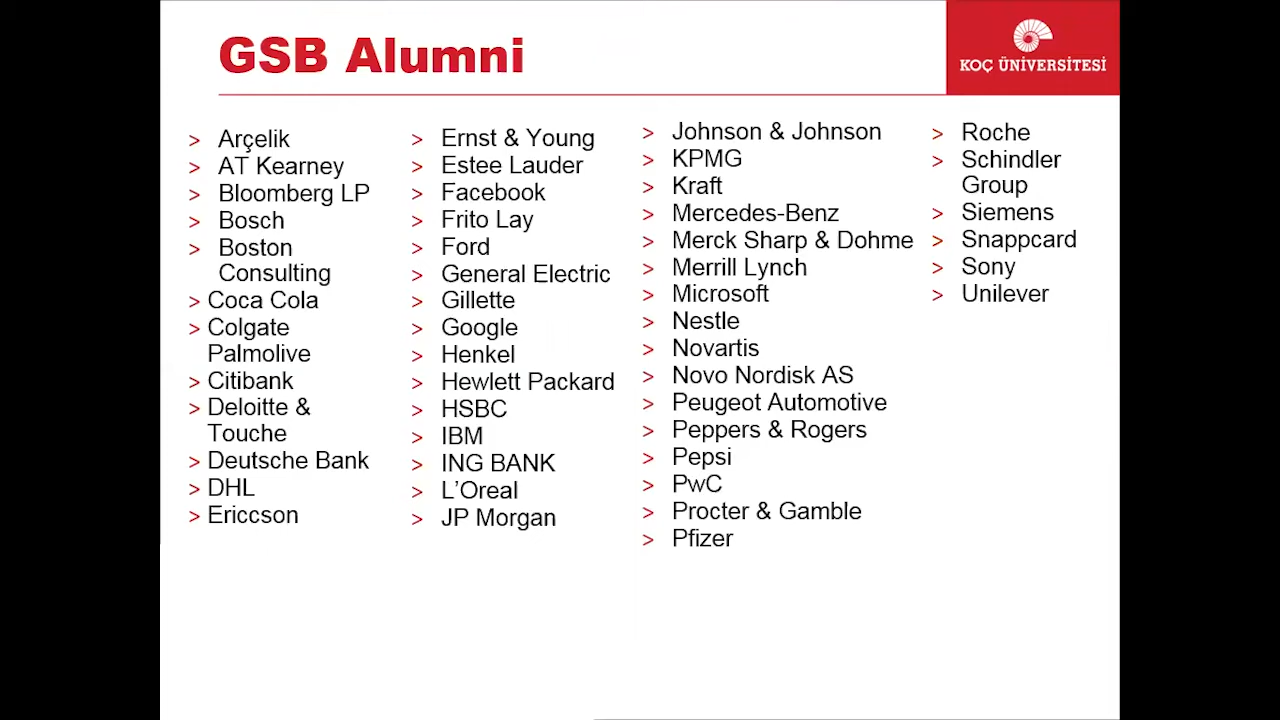 GSB Alumni
KOÇ ÜNİVERSİTESİ
> Arçelik
> AT Kearney
> Bloomberg LP
> Bosch
> Boston
Consulting
> Coca Cola
> Colgate
Palmolive
> Citibank
> Deloitte &
Touche
> Deutsche Bank
> DHL
> Ericcson
> Ernst & Young
> Estee Lauder
> Facebook
> Frito Lay
> Ford
> General Electric
> Gillette
> Google
> Henkel
> Hewlett Packard
> HSBC
> IBM
> ING BANK
> L’Oreal
> JP Morgan
> Johnson & Johnson
> KPMG
> Kraft
> Mercedes-Benz
> Merck Sharp & Dohme
> Merrill Lynch
> Microsoft
> Nestle
> Novartis
> Novo Nordisk AS
> Peugeot Automotive
> Peppers & Rogers
> Pepsi
> PwC
> Procter & Gamble
> Pfizer
> Roche
> Schindler
Group
> Siemens
> Snappcard
> Sony
> Unilever